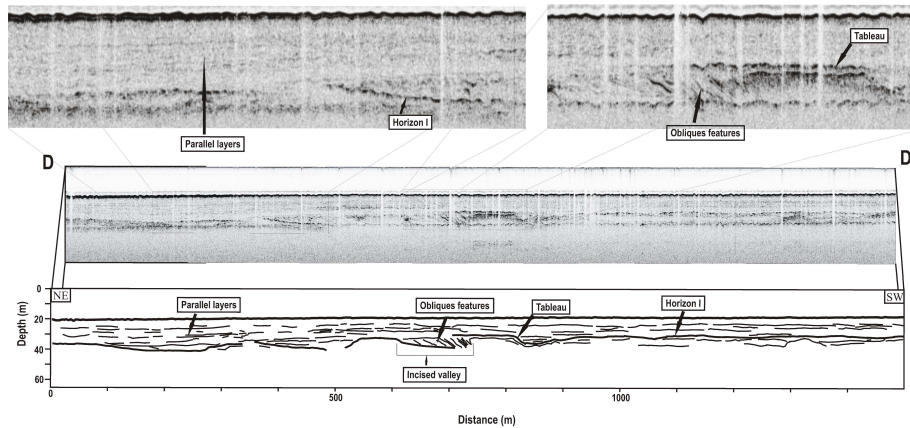 Tableau
Horizon I
Obliques features
Parallel layers
D
D
NE
SW
0
20
40
60
Depth (m)
Parallel layers
Obliques features
Tableau
Horizon I
Incised valley
0
500
1000
Distance (m)